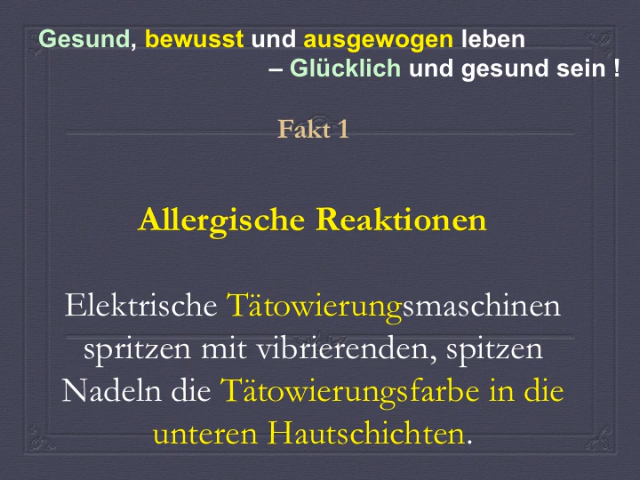 Gesund, bewusst und ausgewogen leben
– Glücklich und gesund sein !
Fakt 1
Allergische Reaktionen
Elektrische Tätowierungsmaschinen
spritzen mit vibrierenden, spitzen
Nadeln die Tätowierungsfarbe in die
unteren Hautschichten.